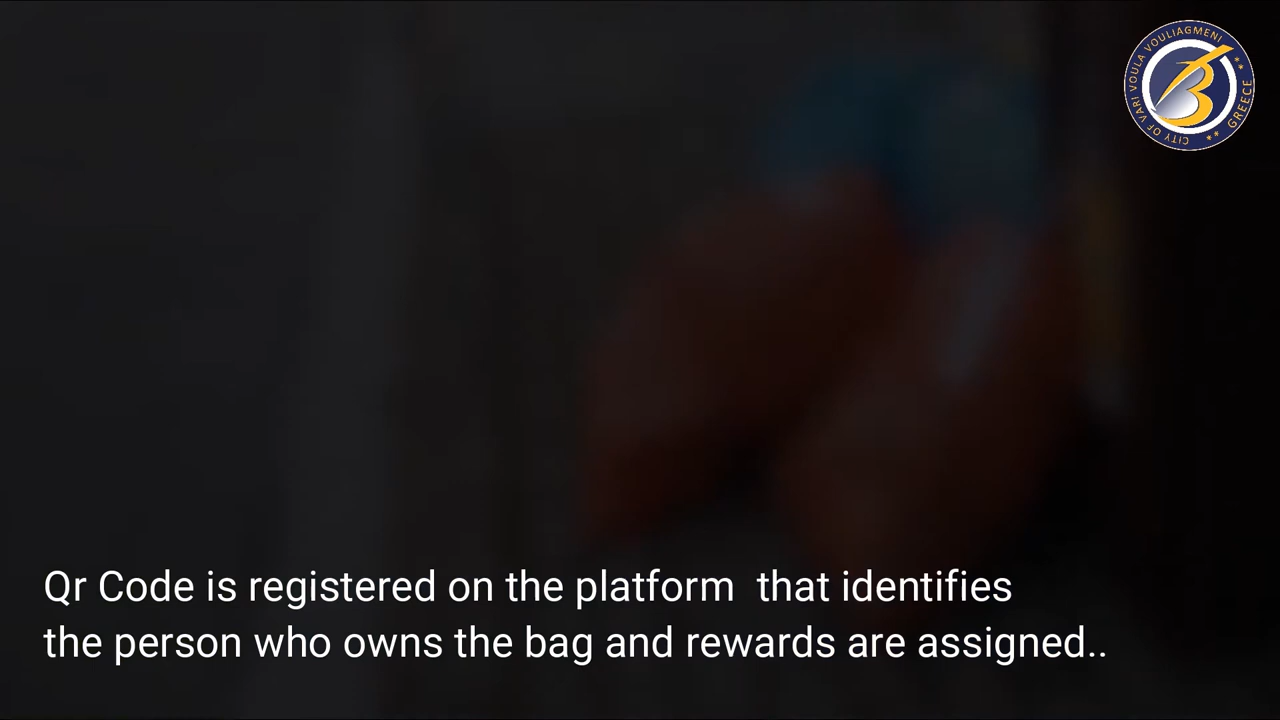 CITY OF VARI VOULA VOULIAGMENI ** GREECE **
Qr Code is registered on the platform  that identifies
the person who owns the bag and rewards are assigned..